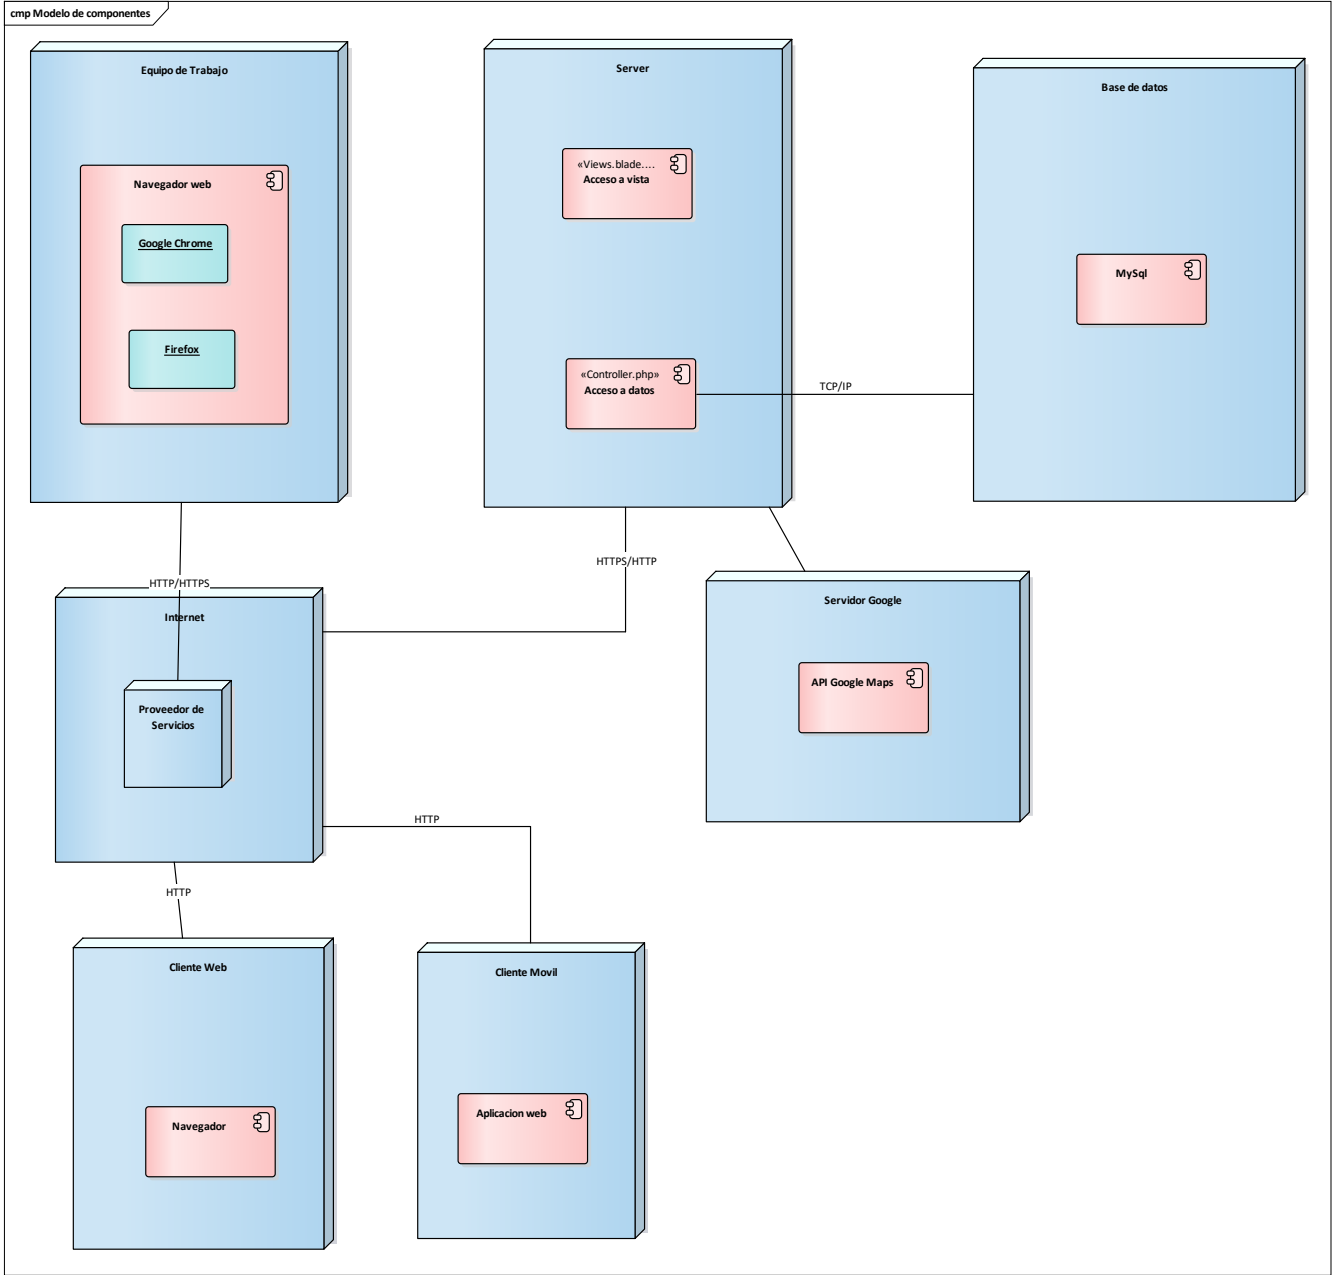 cmp Modelo de componentes
Equipo de Trabajo
Navegador web
Google Chrome
Firefox
Server
«Views.blade....
Acceso a vista
«Controller.php»
Acceso a datos
TCP/IP
Base de datos
MySql
HTTP/HTTPS
HTTPS/HTTP
Internet
Proveedor de
Servicios
Servidor Google
API Google Maps
HTTP
HTTP
Cliente Web
Navegador
Cliente Movil
Aplicacion web